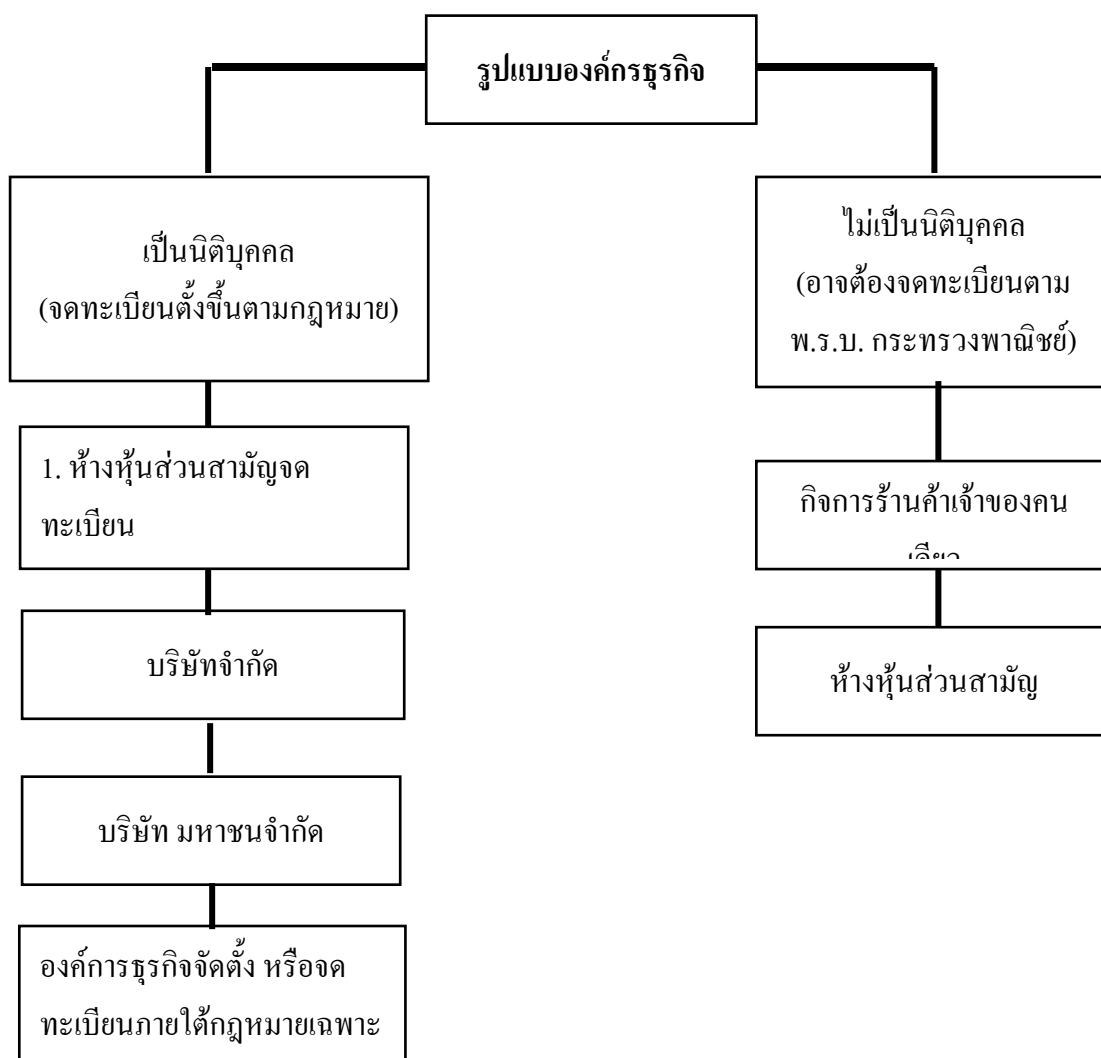 รูปแบบองค์กรธุรกิจ
เป็นนิติบุคคล
(จดทะเบียนตั้งขึ้นตามกฎหมาย)
1. ห้างหุ้นส่วนสามัญจด
ทะเบียน
บริษัทจำกัด
บริษัท มหาชนจำกัด
องค์การธุรกิจจัดตั้ง หรือจด
ทะเบียนภายใต้กฎหมายเฉพาะ
ไม่เป็นนิติบุคคล
(อาจต้องจดทะเบียนตาม
พ.ร.บ. กระทรวงพาณิชย์)
กิจการร้านค้าเจ้าของคน
เดียว
ห้างหุ้นส่วนสามัญ